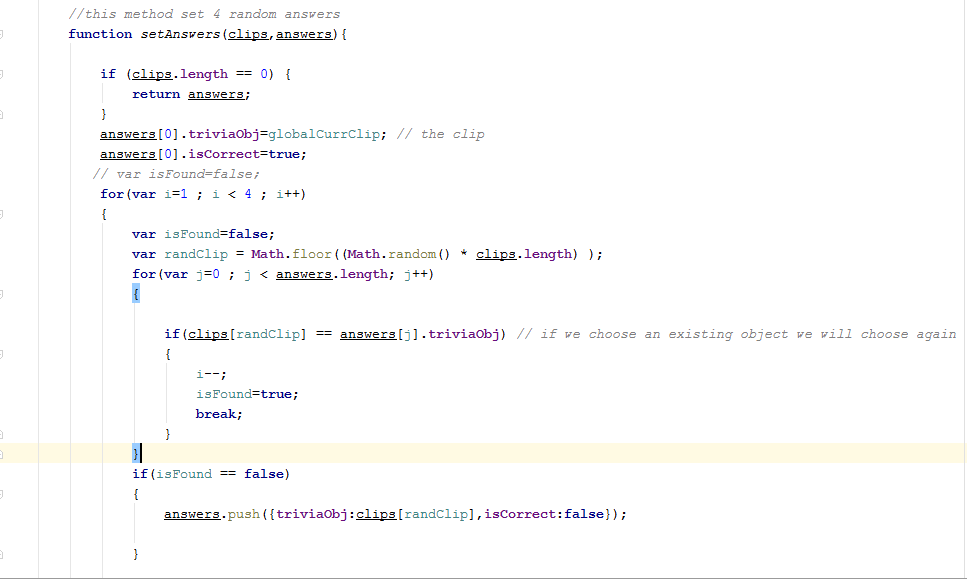 //this method set 4 random answers
function setAnswers(clips,answers){
if (clips.length == 0) {
return answers;
}
answers[0].triviaObj=globalCurrClip; // the clip
answers[0].isCorrect=true;
// var isFound=false;
for(var i=1 ; i < 4 ; i++)
{
var isFound=false;
var randClip = Math.floor((Math.random() * clips.length) );
for(var j=0 ; j < answers.length; j++)
{
if(clips[randClip] == answers[j].triviaObj) // if we choose an existing object we will choose again
{
i--;
isFound=true;
break;
}
}
if(isFound == false)
{
answers.push({triviaObj:clips[randClip],isCorrect:false});
}